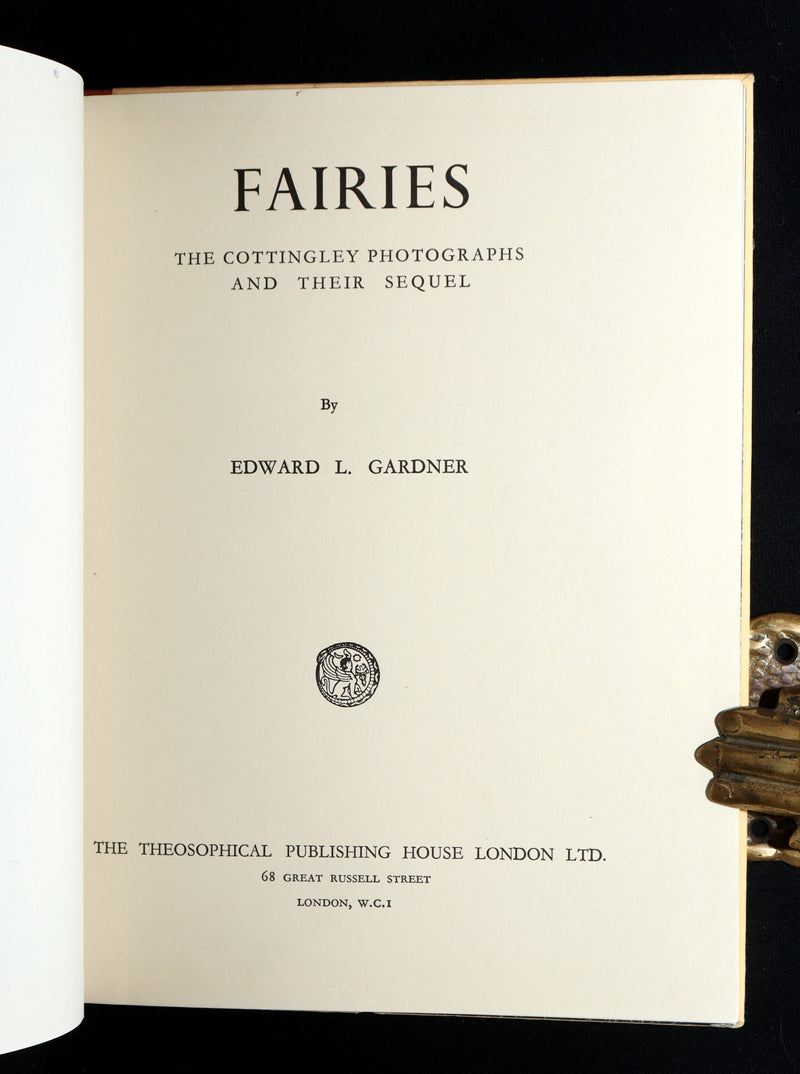 FAIRIES
THE COTTINGLEY PHOTOGRAPHS
AND THEIR SEQUEL
By
EDWARD L. GARDNER
THE THEOSOPHICAL PUBLISHING HOUSE LONDON LTD.
68 GREAT RUSSELL STREET
LONDON, W.C.1